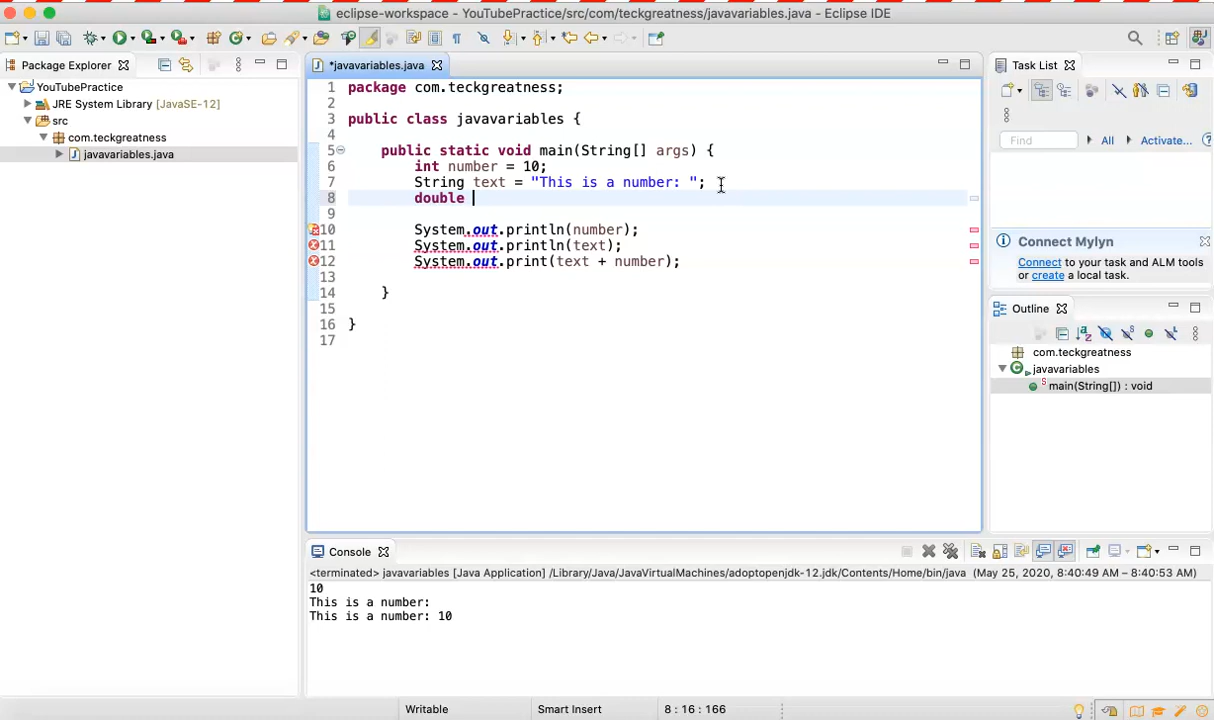 eclipse-workspace - YouTubePractice/src/com/teckgreatness/javavariables.java - Eclipse IDE
Package Explorer
YouTubePractice
JRE System Library [JavaSE-12]
src
com.teckgreatness
javavariables.java
*javavariables.java
1 package com.teckgreatness;
2
3 public class javavariables {
4
5 public static void main(String[] args) {
6 int number = 10;
7 String text = "This is a number: ";
8 double
9
10 System.out.println(number);
11 System.out.println(text);
12 System.out.print(text + number);
13
14 }
15
16 }
17
Task List
Find
All
Activate...
Connect Mylyn
Connect to your task and ALM tools
or create a local task.
Outline
com.teckgreatness
javavariables
main(String[]) : void
Console
<terminated> javavariables [Java Application] /Library/Java/JavaVirtualMachines/adoptopenjdk-12.jdk/Contents/Home/bin/java (May 25, 2020, 8:40:49 AM – 8:40:53 AM)
10
This is a number:
This is a number: 10
Writable
Smart Insert
8 : 16 : 166